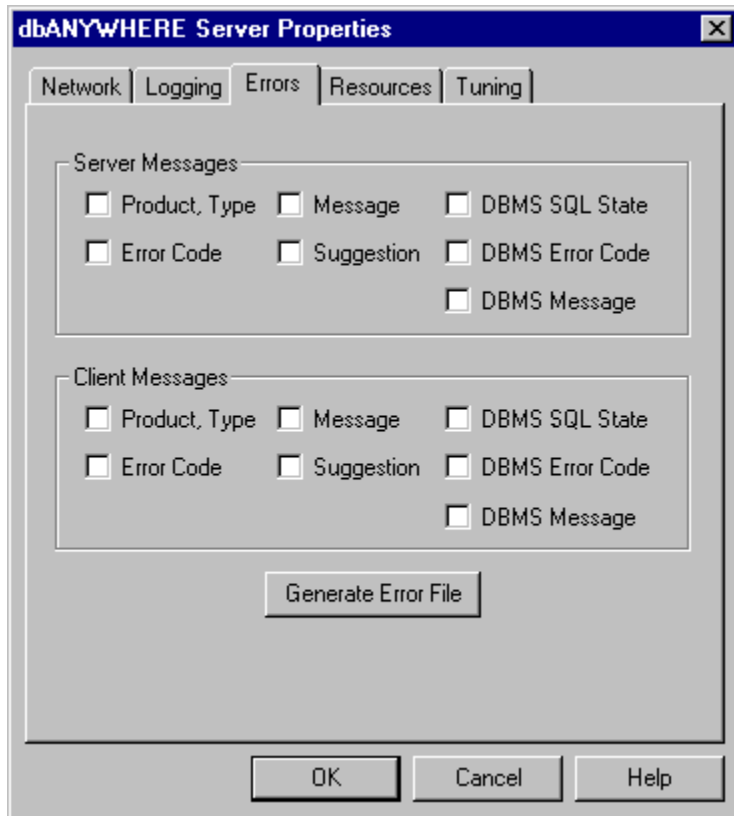 dbANYWHERE Server Properties
Network Logging Errors Resources Tuning
Server Messages
Product, Type Message DBMS SQL State
Error Code Suggestion DBMS Error Code
DBMS Message
Client Messages
Product, Type Message DBMS SQL State
Error Code Suggestion DBMS Error Code
DBMS Message
Generate Error File
OK Cancel Help